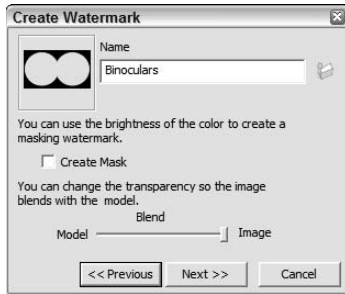 Create Watermark
Name
Binoculars
You can use the brightness of the color to create a
masking watermark.
Create Mask
You can change the transparency so the image
blends with the model.
Blend
Model Image
<< Previous Next >> Cancel